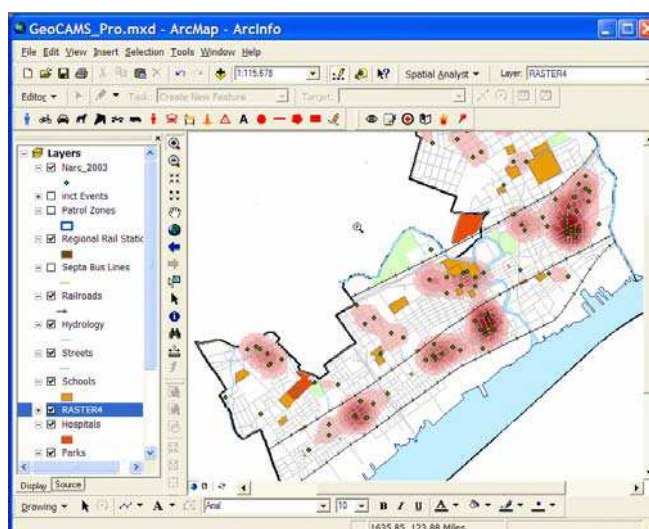 GeoCAMS_Pro.mxd - ArcMap - ArcInfo
File Edit View Insert Selection Tools Window Help
1:115,678 Spatial Analyst Layer: RASTER4
Editor Task: Create New Feature Target:
Layers
Narc_2003
inct Events
Patrol Zones
Regional Rail Static
Septa Bus Lines
Railroads
Hydrology
Streets
Schools
RASTER4
Hospitals
Parks
Display Source
Drawing A Arial 10 B I U A
1635.85 123.88 Miles